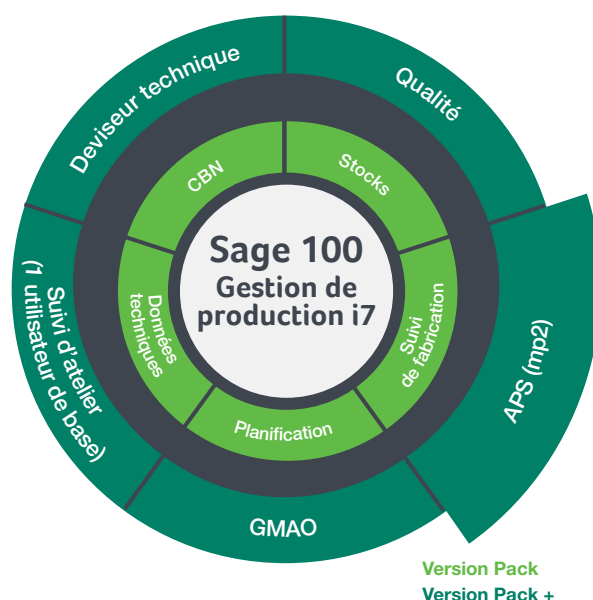 Deviseur technique
Qualité
CBN
Stocks
Sage 100
Gestion de
production i7
Suivi d'atelier
(1 utilisateur de base)
Données
techniques
Suivi
de fabrication
APS (mp2)
Planification
GMAO
Version Pack
Version Pack +